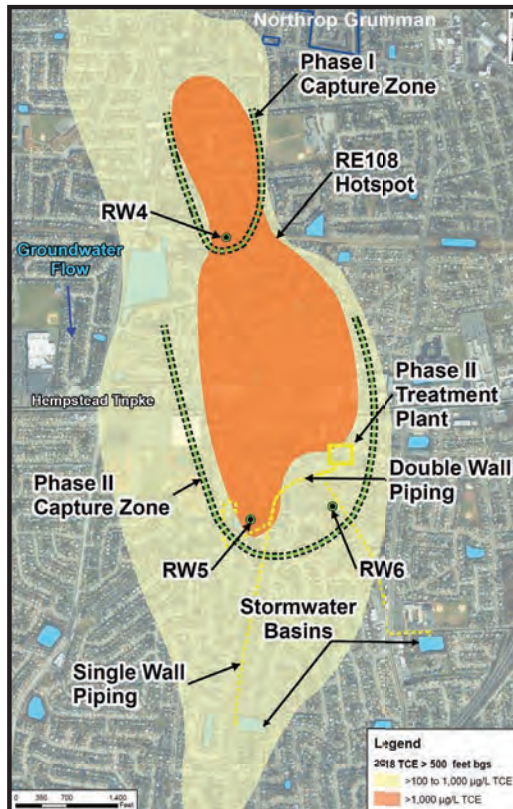 Northrop Grumman
Phase I
Capture Zone
RE108
Hotspot
RW4
Groundwater
Flow
Hempstead Tnpke
Phase II
Treatment
Plant
Double Wall
Piping
Phase II
Capture Zone
RW5
RW6
Stormwater
Basins
Single Wall
Piping
Legend
2018 TCE > 500 feet bgs
>100 to 1,000 µg/L TCE
>1,000 µg/L TCE
0 350 700 1,400
Feet